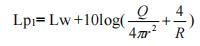 Lp₁= Lw +10log(Q/4πr² + 4/R)